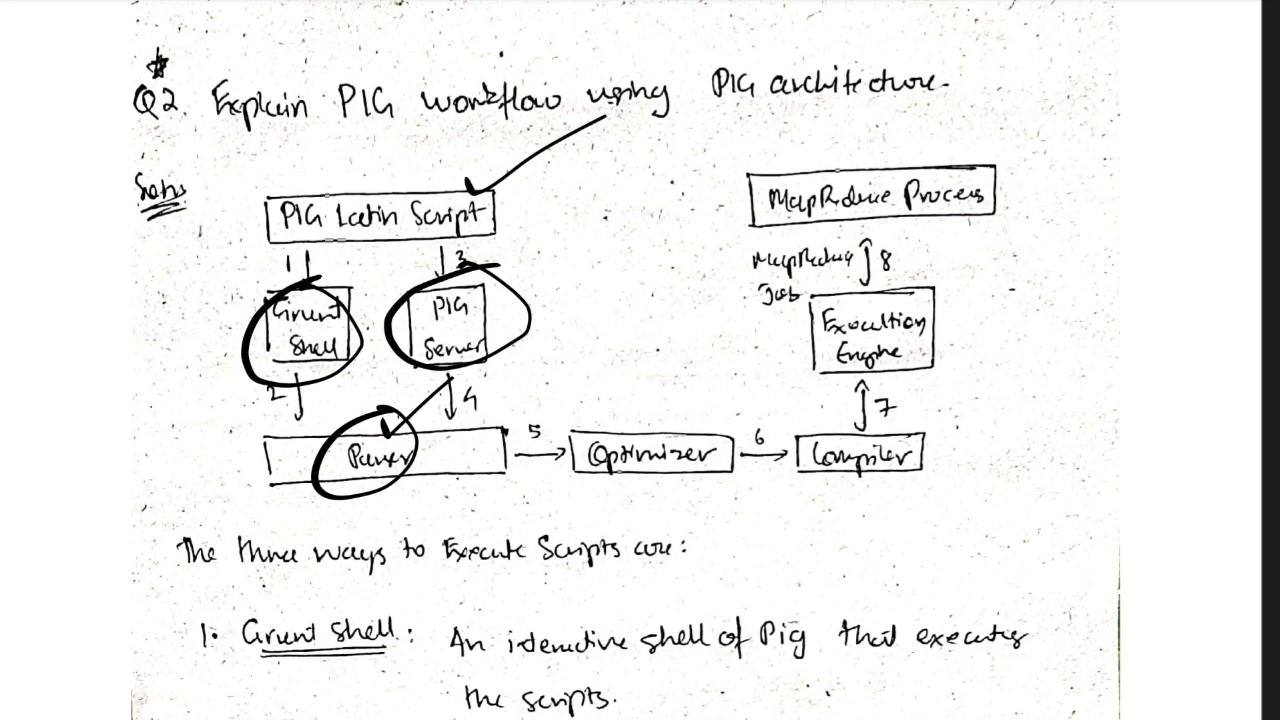 Q2. Explain PIG workflow using PIG architecture.
Solns
PIG Latin Script
MapReduce Process
1
3
MapReduce
Job
8
Grunt
Shell
PIG
Server
Execution
Engine
2
4
7
Parser
5
Optimizer
6
Compiler
The three ways to Execute Scripts are:
1. Grunt Shell: An interactive shell of Pig that executes
the scripts.